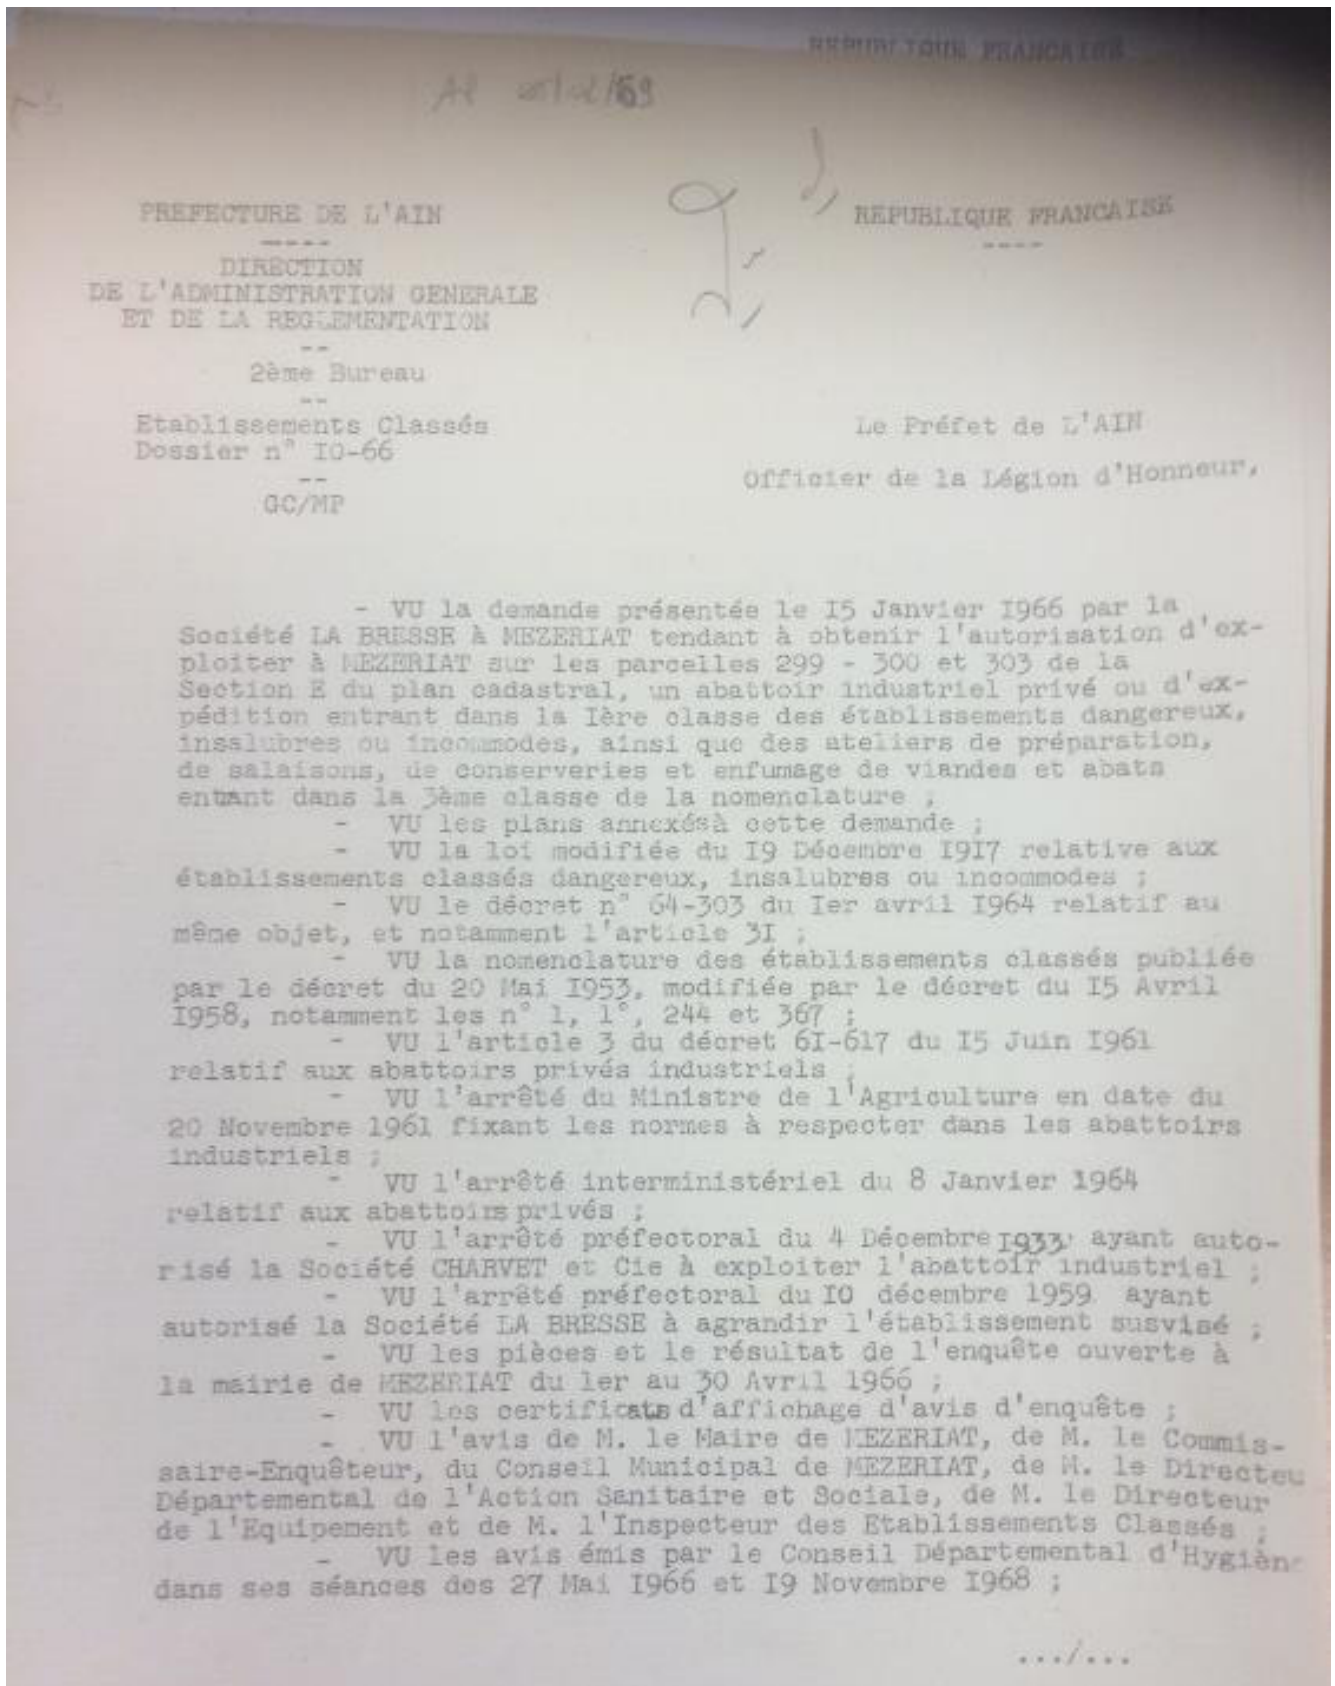 REPUBLIQUE FRANCAISE
69
PREFECTURE DE L'AIN
REPUBLIQUE FRANCAISE
-----
----
DIRECTION
DE L'ADMINISTRATION GENERALE
ET DE LA REGLEMENTATION
--
2ème Bureau
--
Etablissements Classés
Le Préfet de L'AIN
Dossier n° IO-66
Officier de la Légion d'Honneur,
--
GC/MP
- VU la demande présentée le I5 Janvier I966 par la
Société LA BRESSE à MEZERIAT tendant à obtenir l'autorisation d'ex-
ploiter à MEZERIAT sur les parcelles 299 - 300 et 303 de la
Section E du plan cadastral, un abattoir industriel privé ou d'ex-
pédition entrant dans la Ière classe des établissements dangereux,
insalubres ou incommodes, ainsi que des ateliers de préparation,
de salaisons, de conserveries et enfumage de viandes et abats
entrant dans la 3ème classe de la nomenclature ;
- VU les plans annexés à cette demande ;
- VU la loi modifiée du I9 Décembre I9I7 relative aux
établissements classés dangereux, insalubres ou incommodes ;
- VU le décret n° 64-303 du Ier avril I964 relatif au
même objet, et notamment l'article 3I ;
- VU la nomenclature des établissements classés publiée
par le décret du 20 Mai I953, modifiée par le décret du I5 Avril
I958, notamment les n° 1, 1°, 244 et 367 ;
- VU l'article 3 du décret 6I-617 du I5 Juin I961
relatif aux abattoirs privés industriels ;
- VU l'arrêté du Ministre de l'Agriculture en date du
20 Novembre 1961 fixant les normes à respecter dans les abattoirs
industriels ;
- VU l'arrêté interministériel du 8 Janvier 1964
relatif aux abattoirs privés ;
- VU l'arrêté préfectoral du 4 Décembre I933 ayant auto-
risé la Société CHARVET et Cie à exploiter l'abattoir industriel ;
- VU l'arrêté préfectoral du IO décembre 1959 ayant
autorisé la Société LA BRESSE à agrandir l'établissement susvisé ;
- VU les pièces et le résultat de l'enquête ouverte à
la mairie de MEZERIAT du 1er au 30 Avril 1966 ;
- VU les certificats d'affichage d'avis d'enquête ;
- VU l'avis de M. le Maire de MEZERIAT, de M. le Commis-
saire-Enquêteur, du Conseil Municipal de MEZERIAT, de M. le Directeu
Départemental de l'Action Sanitaire et Sociale, de M. le Directeur
de l'Equipement et de M. l'Inspecteur des Etablissements Classés ;
- VU les avis émis par le Conseil Départemental d'Hygiène
dans ses séances des 27 Mai I966 et I9 Novembre I968 ;
.../...